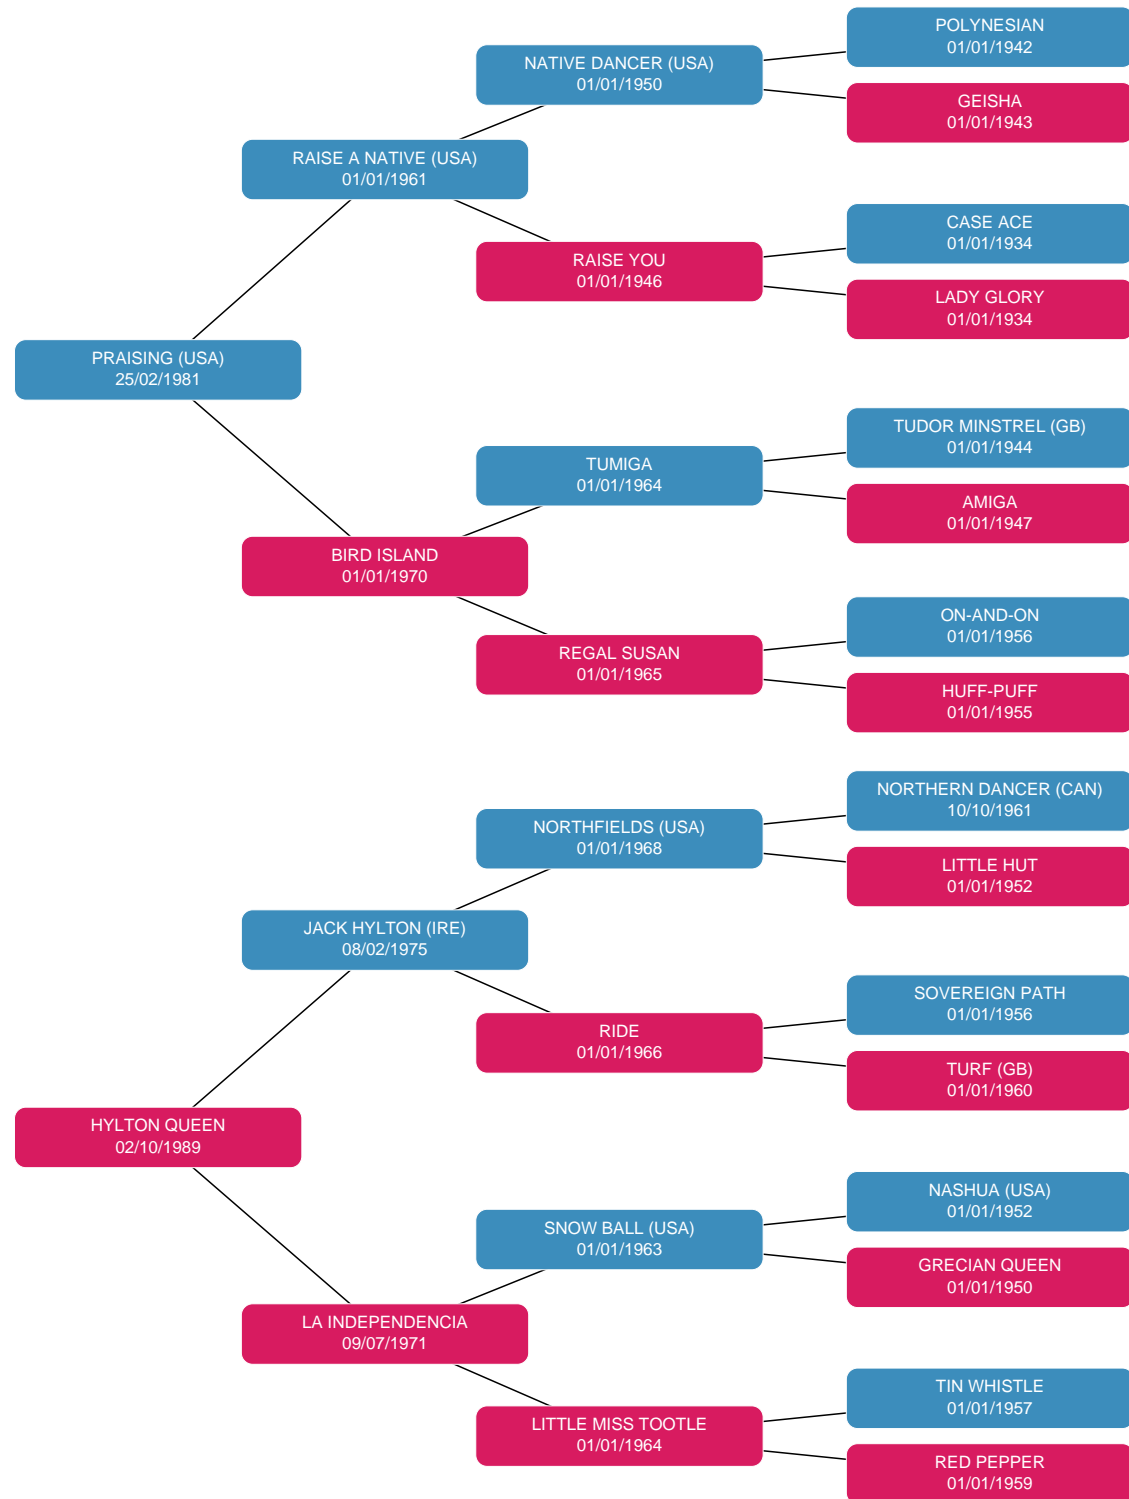 POLYNESIAN
01/01/1942
NATIVE DANCER (USA)
01/01/1950
GEISHA
01/01/1943
RAISE A NATIVE (USA)
01/01/1961
CASE ACE
01/01/1934
RAISE YOU
01/01/1946
LADY GLORY
01/01/1934
PRAISING (USA)
25/02/1981
TUDOR MINSTREL (GB)
01/01/1944
TUMIGA
01/01/1964
AMIGA
01/01/1947
BIRD ISLAND
01/01/1970
ON-AND-ON
01/01/1956
REGAL SUSAN
01/01/1965
HUFF-PUFF
01/01/1955
NORTHERN DANCER (CAN)
10/10/1961
NORTHFIELDS (USA)
01/01/1968
LITTLE HUT
01/01/1952
JACK HYLTON (IRE)
08/02/1975
SOVEREIGN PATH
01/01/1956
RIDE
01/01/1966
TURF (GB)
01/01/1960
HYLTON QUEEN
02/10/1989
NASHUA (USA)
01/01/1952
SNOW BALL (USA)
01/01/1963
GRECIAN QUEEN
01/01/1950
LA INDEPENDENCIA
09/07/1971
TIN WHISTLE
01/01/1957
LITTLE MISS TOOTLE
01/01/1964
RED PEPPER
01/01/1959